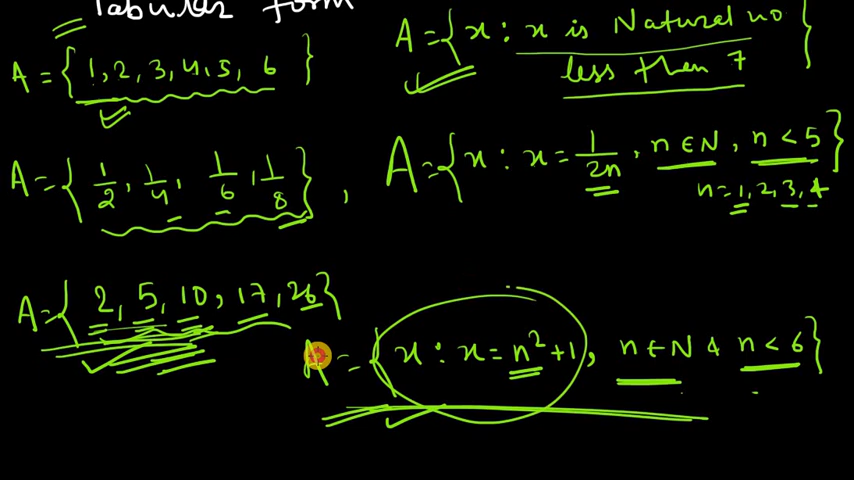 Tabular form
A = { 1, 2, 3, 4, 5, 6 }
A = { x : x is Natural no
less then 7 }
A = { 1/2, 1/4, 1/6, 1/8 } ,
A = { x : x = 1/2n , n ∈ N , n < 5 }
n = 1, 2, 3, 4
A = { 2, 5, 10, 17, 26 }
A = { x : x = n² + 1 , n ∈ N & n < 6 }